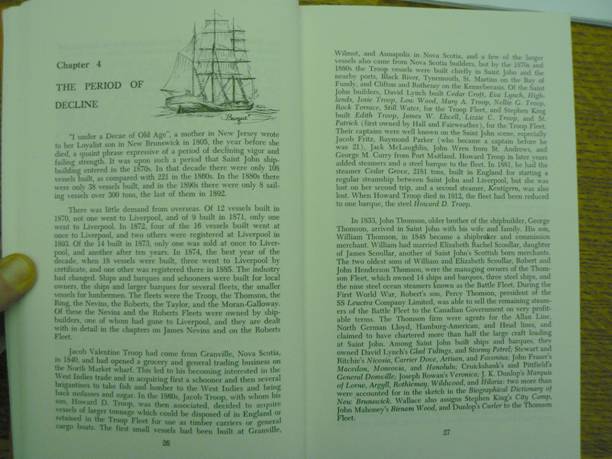 Chapter 4
THE PERIOD OF
DECLINE
"I under a Decae of Old Age", a mother in New Jersey wrote
to her Loyalist son in New Brunswick in 1805, the year before she
died, a quaint phrase expressive of a period of declining vigor and
failing strength. It was upon such a period that Saint John ship-
building entered in the 1870s. In that decade there were only 108
vessels built, as compared with 221 in the 1860s. In the 1880s there
were only 38 vessels built, and in the 1890s there were only 8 sail-
ing vessels over 300 tons, the last of them in 1892.
There was little demand from overseas. Of 12 vessels built in
1870, not one went to Liverpool, and of 9 built in 1871, only one
went to Liverpool. In 1872, four of the 16 vessels built went at
once to Liverpool, and two others were registered at Liverpool in
1893. Of the 14 built in 1873, only one was sold at once to Liver-
pool, and another after ten years. In 1874, the best year of the
decade, when 18 vessels were built, three went to Liverpool by
certificate, and one other was registered there in 1885. The industry
had changed. Ships and barques and schooners were built for local
owners, the ships and larger barques for several fleets, the smaller
vessels for lumbermen. The fleets were the Troop, the Thomson, the
Ring, the Nevins, the Roberts, the Taylor, and the Moran-Galloway.
Of these the Nevins and the Roberts Fleets were owned by ship-
builders, one of whom had gone to Liverpool, and they are dealt
with in detail in the chapters on James Nevins and on the Roberts
Fleet.
Jacob Valentine Troop had come from Granville, Nova Scotia,
in 1840, and had opened a grocery and general trading business on
the North Market wharf. This led to his becoming interested in the
West Indies trade and in acquiring first a schooner and then several
brigantines to take fish and lumber to the West Indies and bring
back molasses and sugar. In the 1860s, Jacob Troop, with whom his
son, Howard D. Troop, was then associated, decided to acquire
vessels of larger tonnage which could be disposed of in England or
retained in the Troop Fleet for use as timber carriers or general
cargo boats. The first small vessels had been built at Granville,
26
Wilmot, and Annapolis in Nova Scotia, and a few of the larger
vessels also came from Nova Scotia builders, but by the 1870s and
1880s the Troop vessels were built chiefly in Saint John and the
nearby ports, Black River, Tynemouth, St. Martins on the Bay of
Fundy, and Clifton and Rothesay on the Kennebecasis. Of the Saint
John builders, David Lynch built Cedar Croft, Eva Lynch, High-
lands, Josie Troop, Lou Wood, Mary A. Troop, Nellie G. Troop,
Rock Terrace, Still Water, for the Troop Fleet, and Stephen King
built Edith Troop, James W. Elwell, Lizzie C. Troop, and St.
Patrick (first owned by Hall and Fairweather), for the Troop Fleet.
Their captains were well known on the Saint John scene, especially
Jacob Fritz, Raymond Parker (who became a captain before he
was 21), Jack McLaughlin, John Wren from St. Andrews, and
George M. Curry from Port Maitland. Howard Troop in later years
added steamers and a steel barque to the fleet. In 1881, he had the
steamer Cedar Grove, 2181 tons, built in England for starting a
regular steamship between Saint John and Liverpool, but she was
lost on her second trip, and a second steamer, Kentigern, was also
lost. When Howard Troop died in 1912, the fleet had been reduced
to one barque, the steel Howard D. Troop.
In 1833, John Thomson, older brother of the shipbuilder, George
Thomson, arrived in Saint John with his wife and family. His son,
William Thomson, in 1848 became a shipbroker and commission
merchant. William had married Elizabeth Rachel Scoullar, daughter
of James Scoullar, another of Saint John's Scottish born merchants.
The two oldest sons of William and Elizabeth Scoullar, Robert and
John Henderson Thomson, were the managing owners of the Thom-
son Fleet, which owned 14 ships and barques, three steel ships, and
the nine steel ocean steamers known as the Battle Fleet. During the
First World War, Robert's son, Percy Thomson, president of the
SS Leuctra Company Limited, was able to sell the remaining steam-
ers of the Battle Fleet to the Canadian Government on very profit-
able terms. The Thomson firm were agents for the Allan Line,
North German Lloyd, Hamburg-American, and Head lines, and
claimed to have chartered more than half the large craft loading
at Saint John. Among Saint John built ships and barques, they
owned David Lynch's Glad Tidings, and Stormy Petrel; Stewart and
Ritchie's Nicosia, Carrier Dove, Artisan, and Favonius; John Fraser's
Macedon, Monrovia, and Honolulu; Cruickshank's and Pittfield's
General Domville; Joseph Rowan's Veronica; J. K. Dunlop's Marquis
of Lorne, Argyll, Rothiemay, Wildwood, and Hilaria; two more than
were accounted for in the sketch in the Biographical Dictionary of
New Brunswick. Wallace also assigns Stephen King's City Camp,
John Mahoney's Birnam Wood, and Dunlop's Curler to the Thomson
Fleet.
27